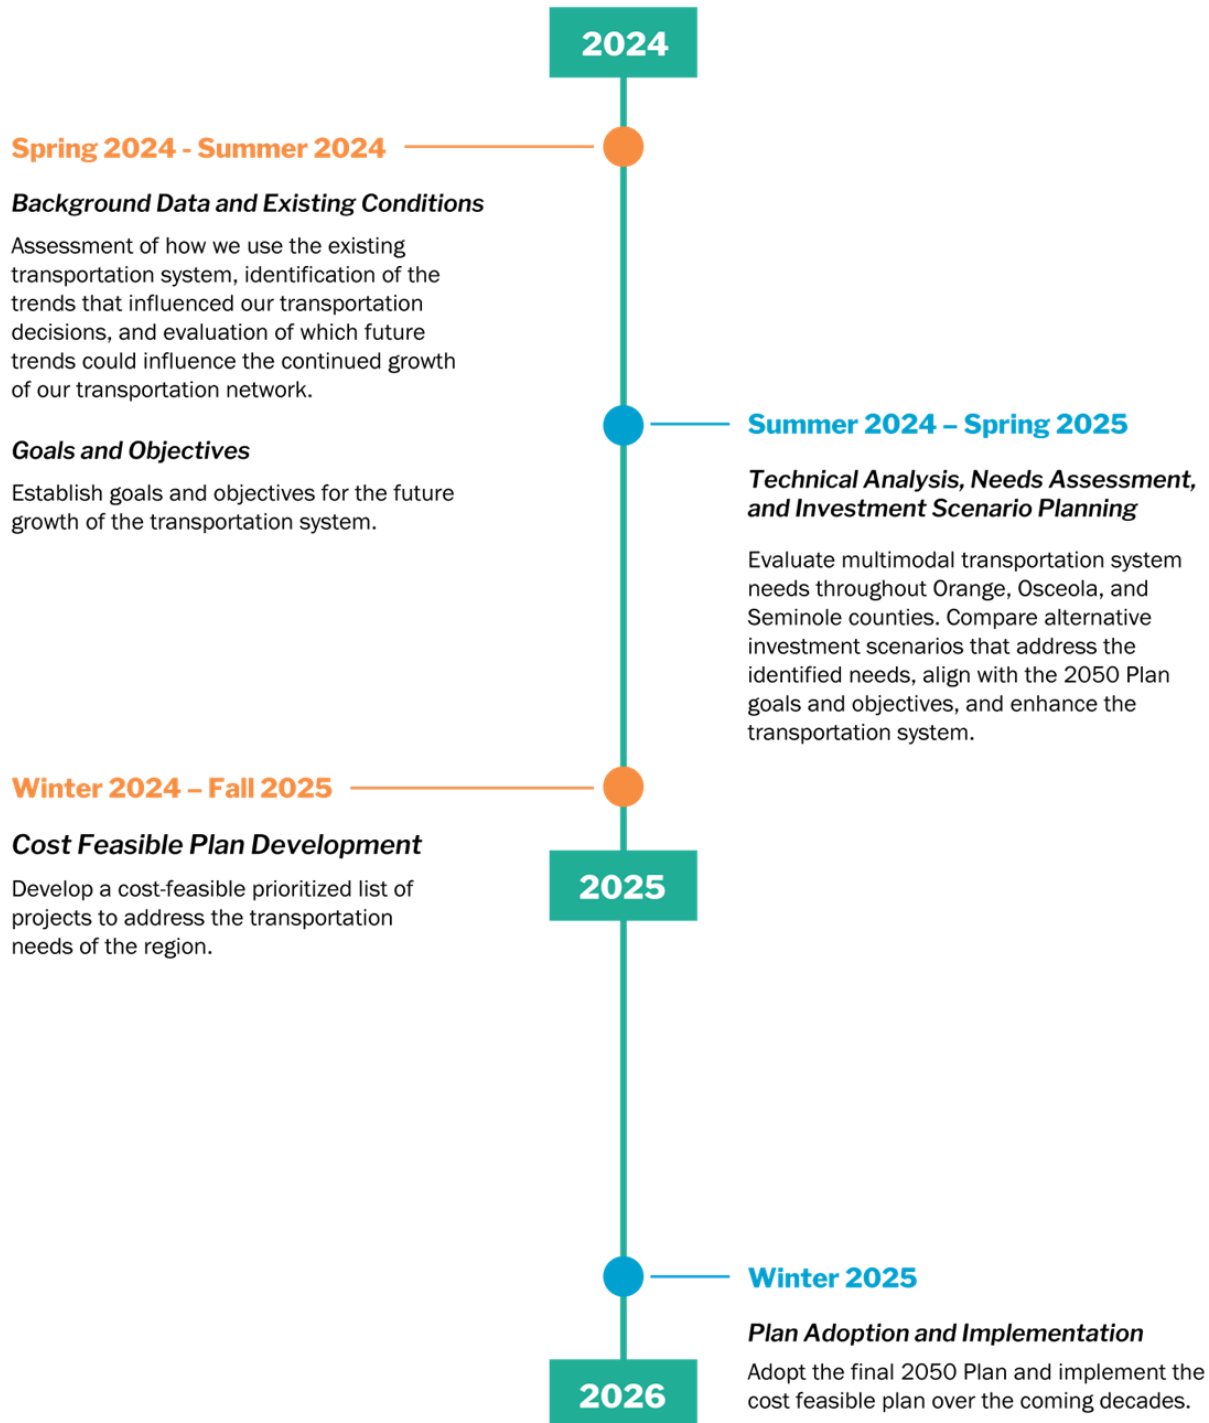 2024
Spring 2024 - Summer 2024
Background Data and Existing Conditions
Assessment of how we use the existing
transportation system, identification of the
trends that influenced our transportation
decisions, and evaluation of which future
trends could influence the continued growth
of our transportation network.
Goals and Objectives
Establish goals and objectives for the future
growth of the transportation system.
Summer 2024 – Spring 2025
Technical Analysis, Needs Assessment,
and Investment Scenario Planning
Evaluate multimodal transportation system
needs throughout Orange, Osceola, and
Seminole counties. Compare alternative
investment scenarios that address the
identified needs, align with the 2050 Plan
goals and objectives, and enhance the
transportation system.
Winter 2024 – Fall 2025
Cost Feasible Plan Development
Develop a cost-feasible prioritized list of
projects to address the transportation
needs of the region.
2025
Winter 2025
Plan Adoption and Implementation
Adopt the final 2050 Plan and implement the
cost feasible plan over the coming decades.
2026